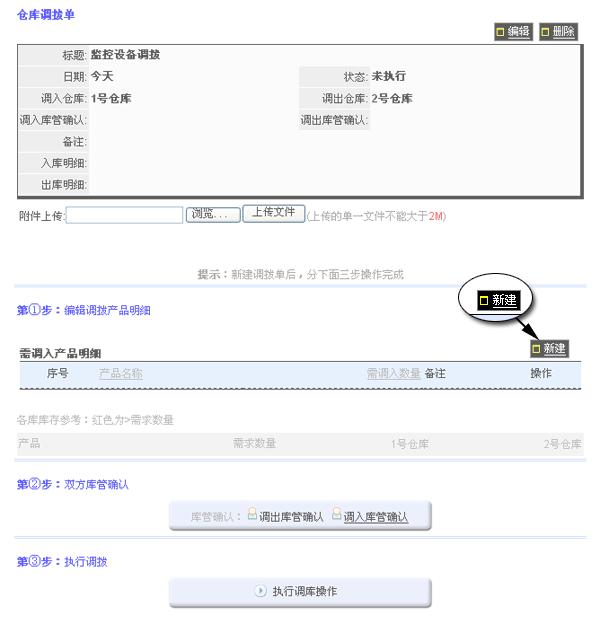 仓库调拨单
编辑 删除
标题: 监控设备调拨
日期: 今天 状态: 未执行
调入仓库: 1号仓库 调出仓库: 2号仓库
调入库管确认: 调出库管确认:
备注:
入库明细:
出库明细:
附件上传: 浏览... 上传文件 (上传的单一文件不能大于2M)
提示：新建调拨单后，分下面三步操作完成
新建
第①步：编辑调拨产品明细
需调入产品明细 新建
序号 产品名称 需调入数量 备注 操作
各库库存参考：红色为>需求数量
产品 需求数量 1号仓库 2号仓库
第②步：双方库管确认
库管确认： 调出库管确认 调入库管确认
第③步：执行调拨
执行调库操作